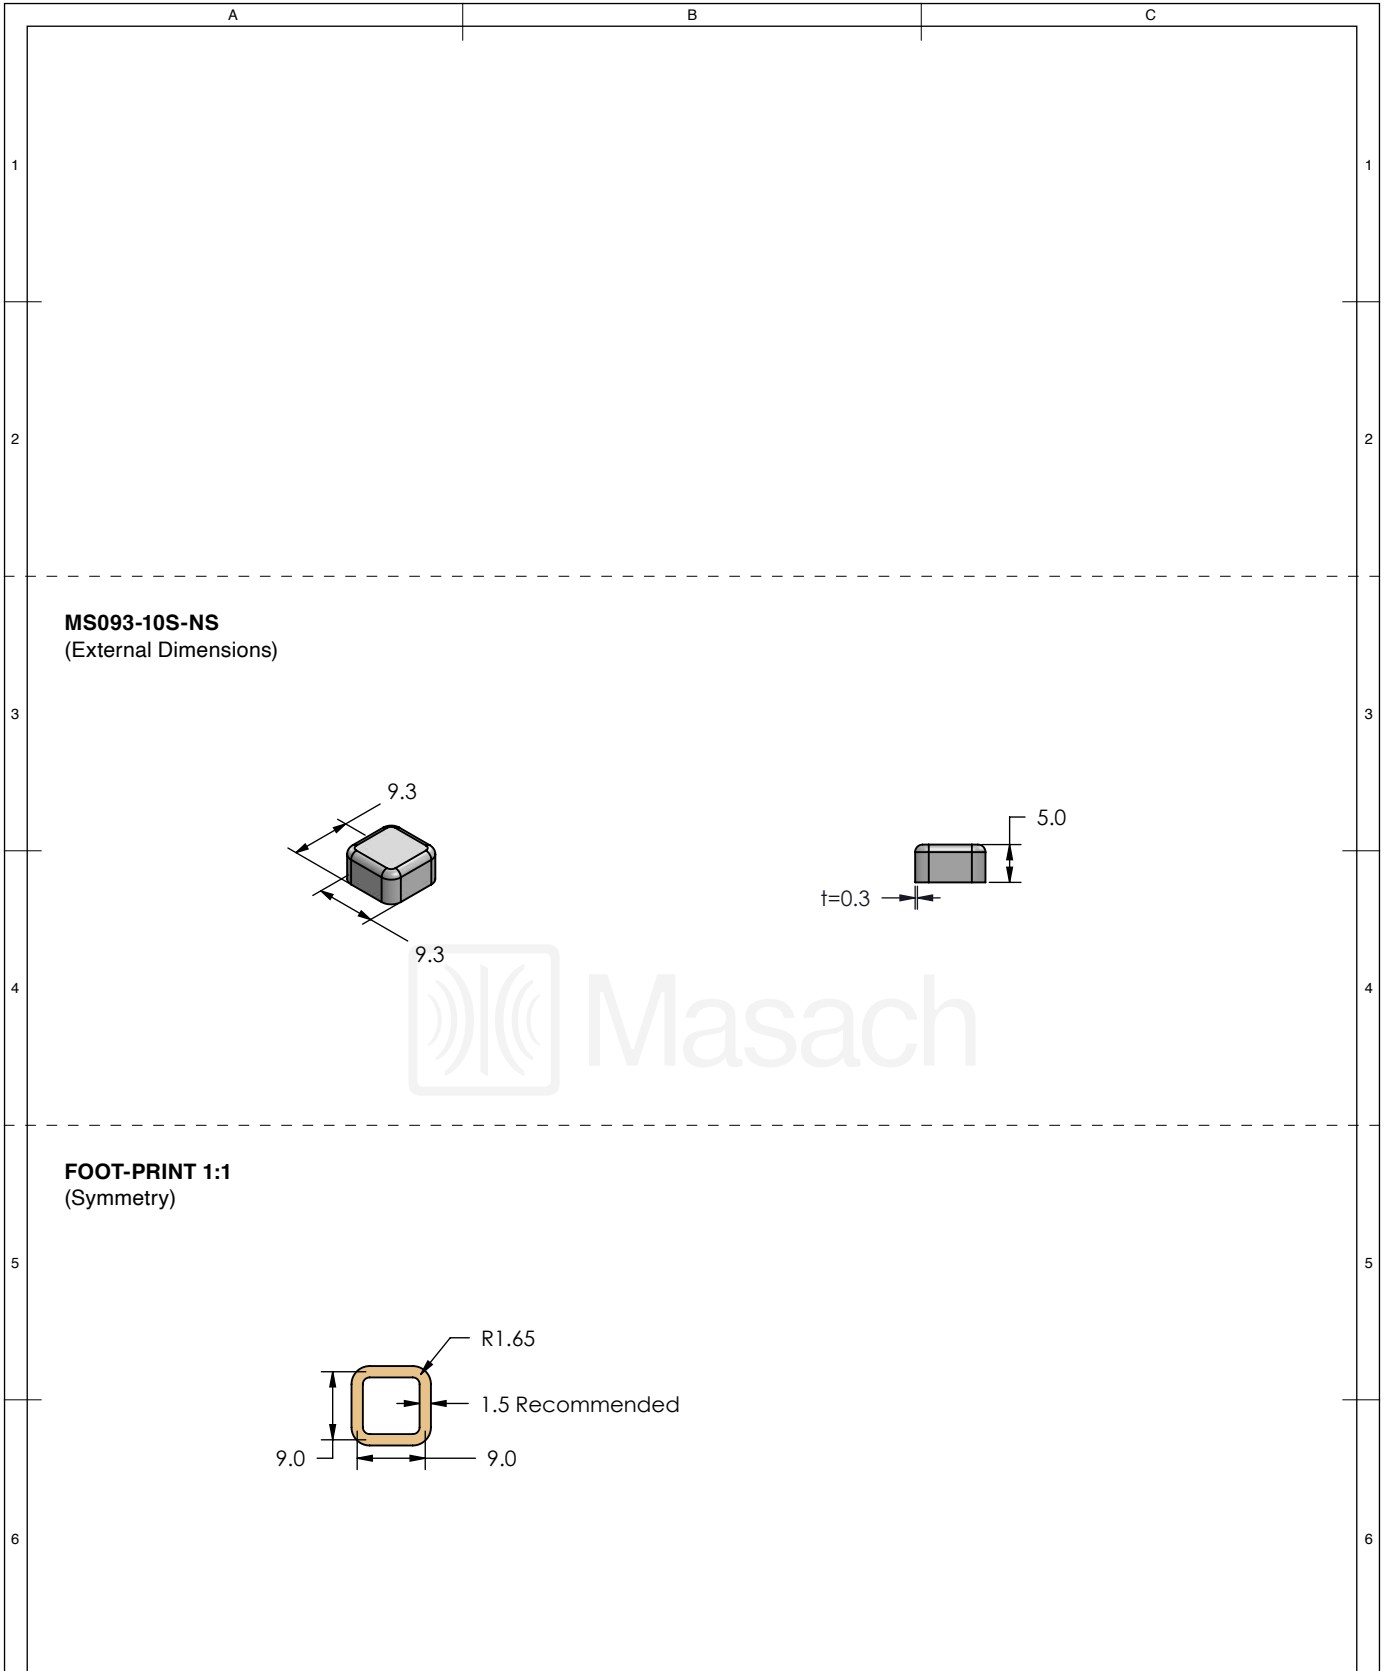 A B C
1 1
2 2
MS093-10S-NS
(External Dimensions)
3 3
9.3
5.0
t=0.3
9.3
Masach
4 4
FOOT-PRINT 1:1
(Symmetry)
5 5
R1.65
1.5 Recommended
9.0 9.0
6 6